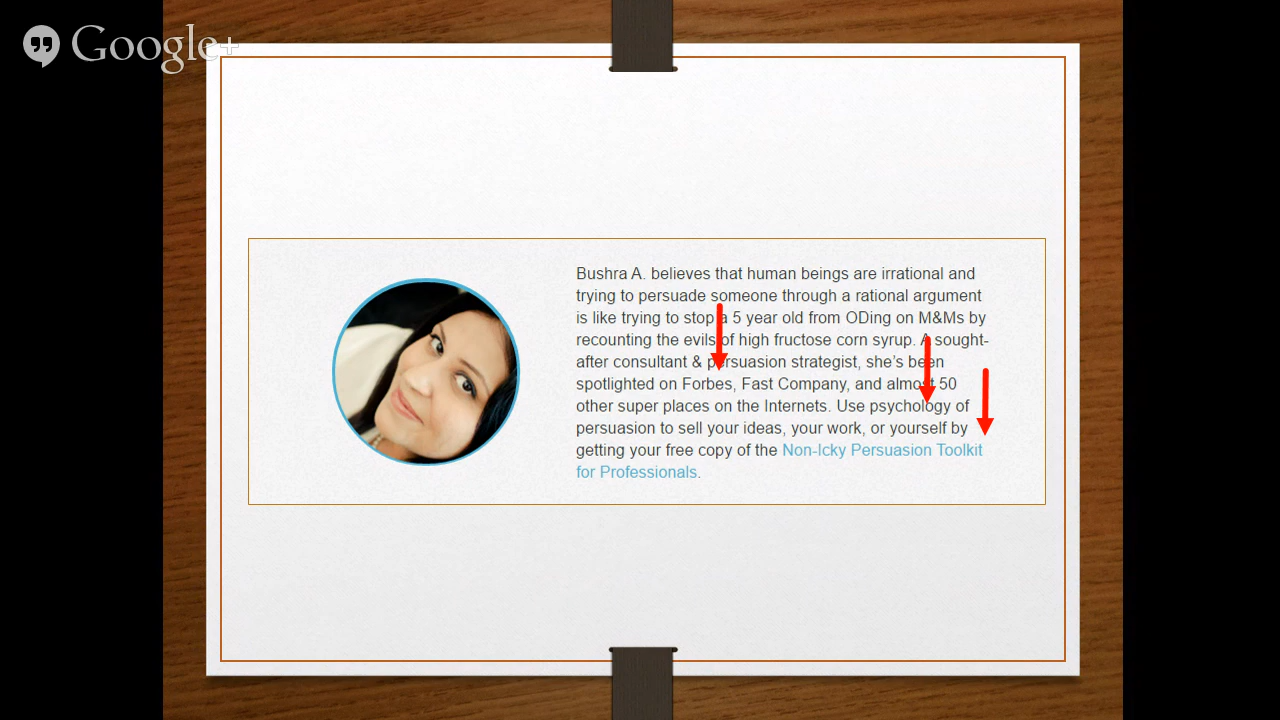 Google+
Bushra A. believes that human beings are irrational and
trying to persuade someone through a rational argument
is like trying to stop a 5 year old from ODing on M&Ms by
recounting the evils of high fructose corn syrup. A sought-
after consultant & persuasion strategist, she's been
spotlighted on Forbes, Fast Company, and almost 50
other super places on the Internets. Use psychology of
persuasion to sell your ideas, your work, or yourself by
getting your free copy of the Non-Icky Persuasion Toolkit
for Professionals.